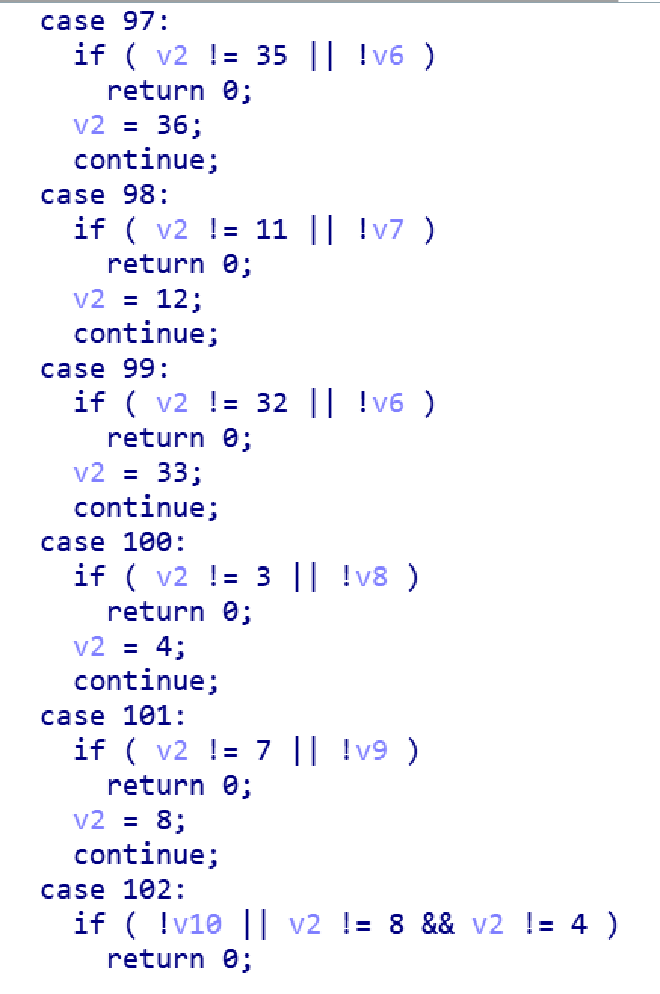 case 97:
if ( v2 != 35 || !v6 )
return 0;
v2 = 36;
continue;
case 98:
if ( v2 != 11 || !v7 )
return 0;
v2 = 12;
continue;
case 99:
if ( v2 != 32 || !v6 )
return 0;
v2 = 33;
continue;
case 100:
if ( v2 != 3 || !v8 )
return 0;
v2 = 4;
continue;
case 101:
if ( v2 != 7 || !v9 )
return 0;
v2 = 8;
continue;
case 102:
if ( !v10 || v2 != 8 && v2 != 4 )
return 0;